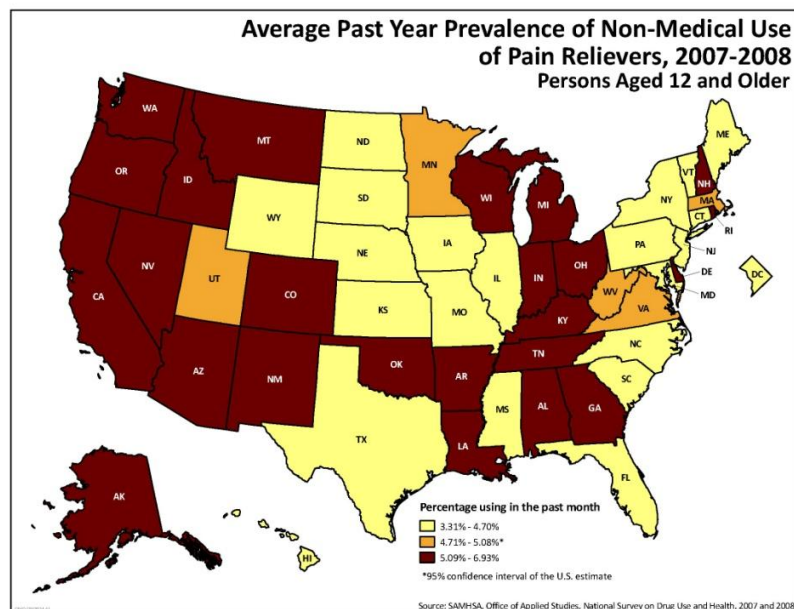 Average Past Year Prevalence of Non-Medical Use
of Pain Relievers, 2007-2008
Persons Aged 12 and Older
WA
MT
ND
MN
ME
VT
NH
OR
ID
SD
WI
MI
NY
MA
CT
RI
WY
IA
PA
NJ
NE
NV
UT
CO
IL
IN
OH
DE
DC
MD
WV
VA
CA
KS
MO
KY
NC
TN
AZ
NM
OK
AR
SC
MS
AL
GA
TX
LA
FL
AK
HI
Percentage using in the past month
3.31% - 4.70%
4.71% - 5.08%*
5.09% - 6.93%
*95% confidence interval of the U.S. estimate
Source: SAMHSA, Office of Applied Studies, National Survey on Drug Use and Health, 2007 and 2008